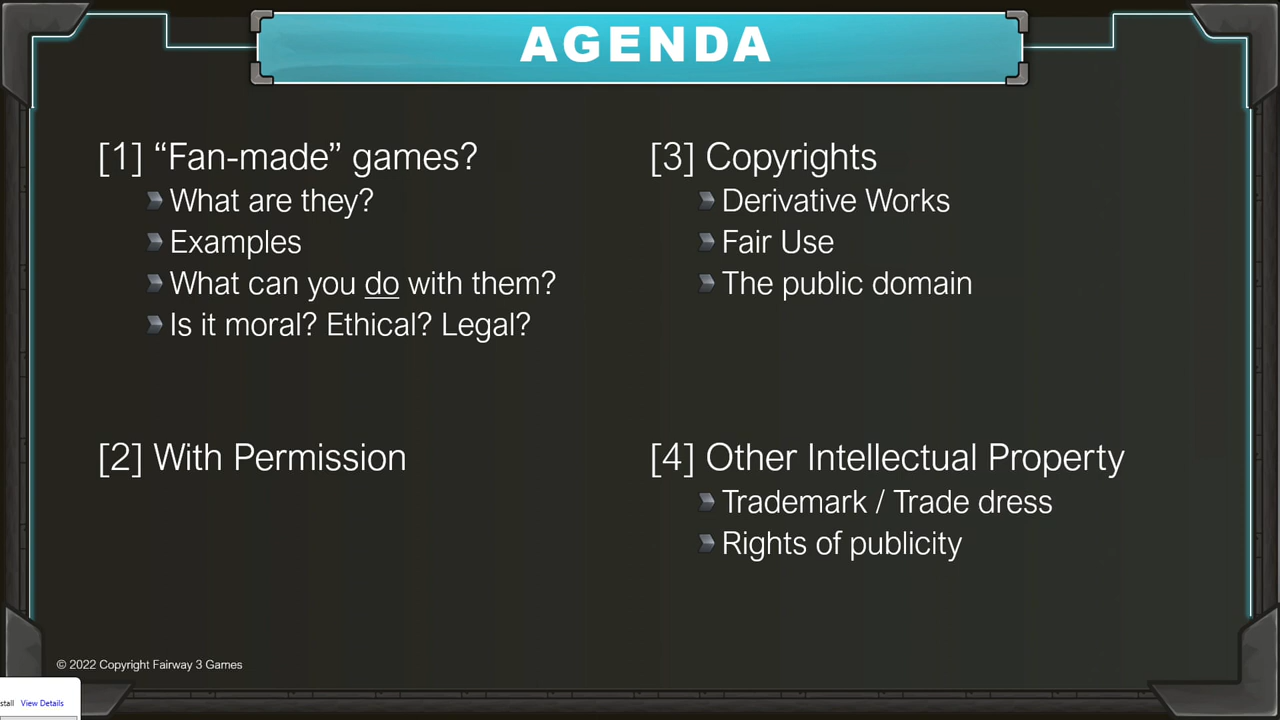 AGENDA
[1] “Fan-made” games?
What are they?
Examples
What can you do with them?
Is it moral? Ethical? Legal?
[2] With Permission
[3] Copyrights
Derivative Works
Fair Use
The public domain
[4] Other Intellectual Property
Trademark / Trade dress
Rights of publicity
© 2022 Copyright Fairway 3 Games
stall View Details